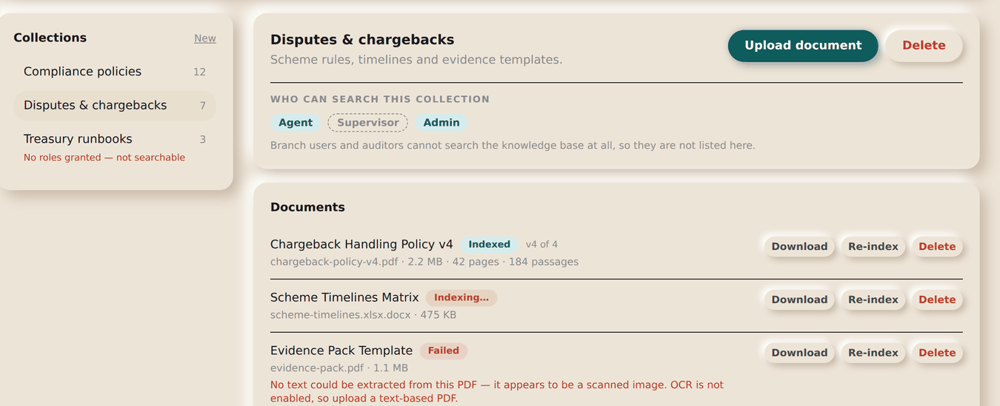 Collections
New
Compliance policies 12
Disputes & chargebacks 7
Treasury runbooks 3
No roles granted — not searchable
Disputes & chargebacks
Scheme rules, timelines and evidence templates.
Upload document
Delete
WHO CAN SEARCH THIS COLLECTION
Agent Supervisor Admin
Branch users and auditors cannot search the knowledge base at all, so they are not listed here.
Documents
Chargeback Handling Policy v4 Indexed v4 of 4
chargeback-policy-v4.pdf · 2.2 MB · 42 pages · 184 passages
Download Re-index Delete
Scheme Timelines Matrix Indexing…
scheme-timelines.xlsx.docx · 475 KB
Download Re-index Delete
Evidence Pack Template Failed
evidence-pack.pdf · 1.1 MB
No text could be extracted from this PDF — it appears to be a scanned image. OCR is not
enabled, so upload a text-based PDF.
Download Re-index Delete